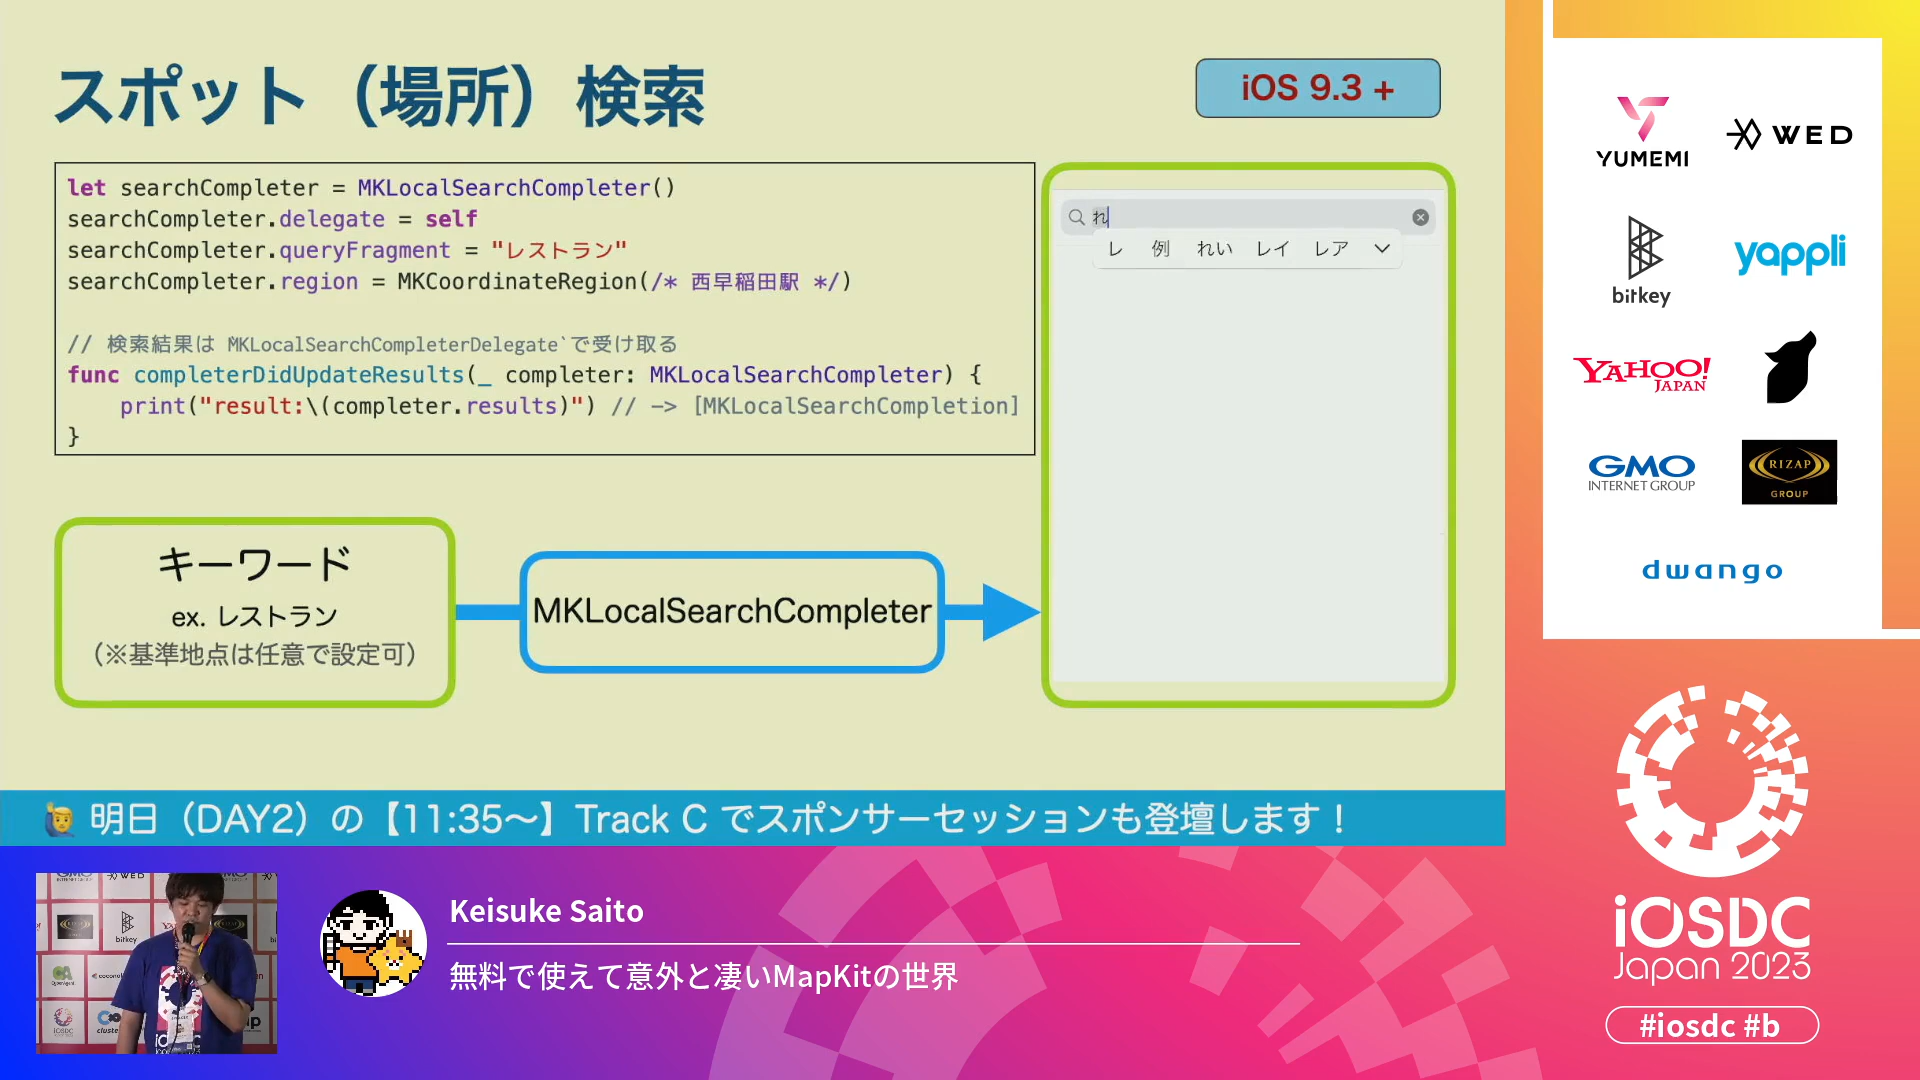 スポット（場所）検索
iOS 9.3 +
let searchCompleter = MKLocalSearchCompleter()
searchCompleter.delegate = self
searchCompleter.queryFragment = "レストラン"
searchCompleter.region = MKCoordinateRegion(/* 西早稲田駅 */)
// 検索結果は MKLocalSearchCompleterDelegate`で受け取る
func completerDidUpdateResults(_ completer: MKLocalSearchCompleter) {
print("result:\(completer.results)") // -> [MKLocalSearchCompletion]
}
れ
レ 例 れい レイ レア
キーワード
ex. レストラン
（※基準地点は任意で設定可）
MKLocalSearchCompleter
明日（DAY2）の【11:35〜】Track C でスポンサーセッションも登壇します！
Keisuke Saito
無料で使えて意外と凄いMapKitの世界
YUMEMI
WED
bitkey
yappli
YAHOO!
JAPAN
GMO
INTERNET GROUP
RIZAP
GROUP
dwango
iOSDC
Japan 2023
#iosdc #b